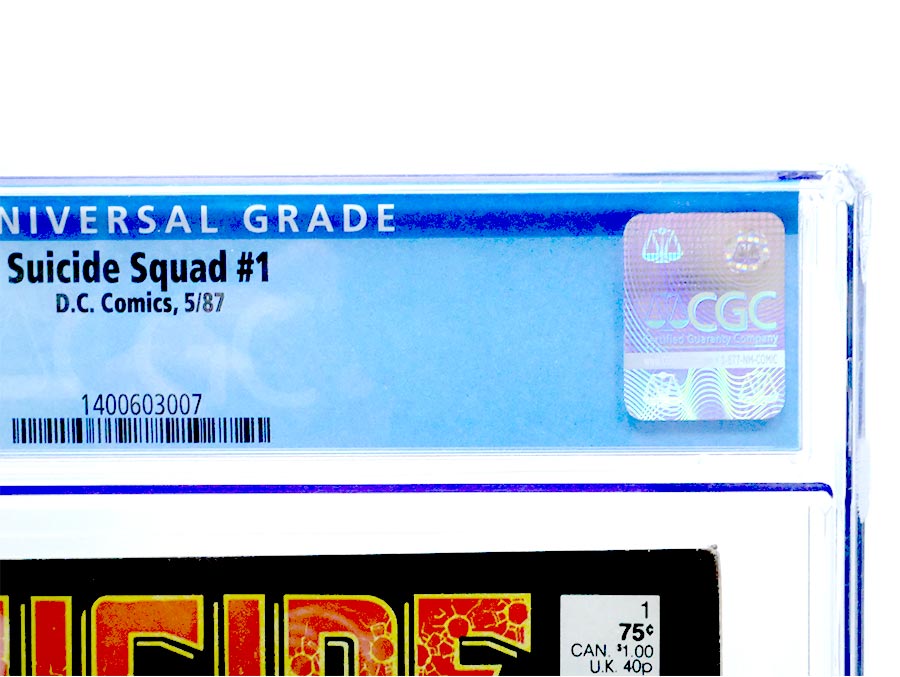 NIVERSAL GRADE
Suicide Squad #1
D.C. Comics, 5/87
CGC
Certified Guaranty Company
1400603007
UICIDE
1
75¢
CAN. $1.00
U.K. 40p